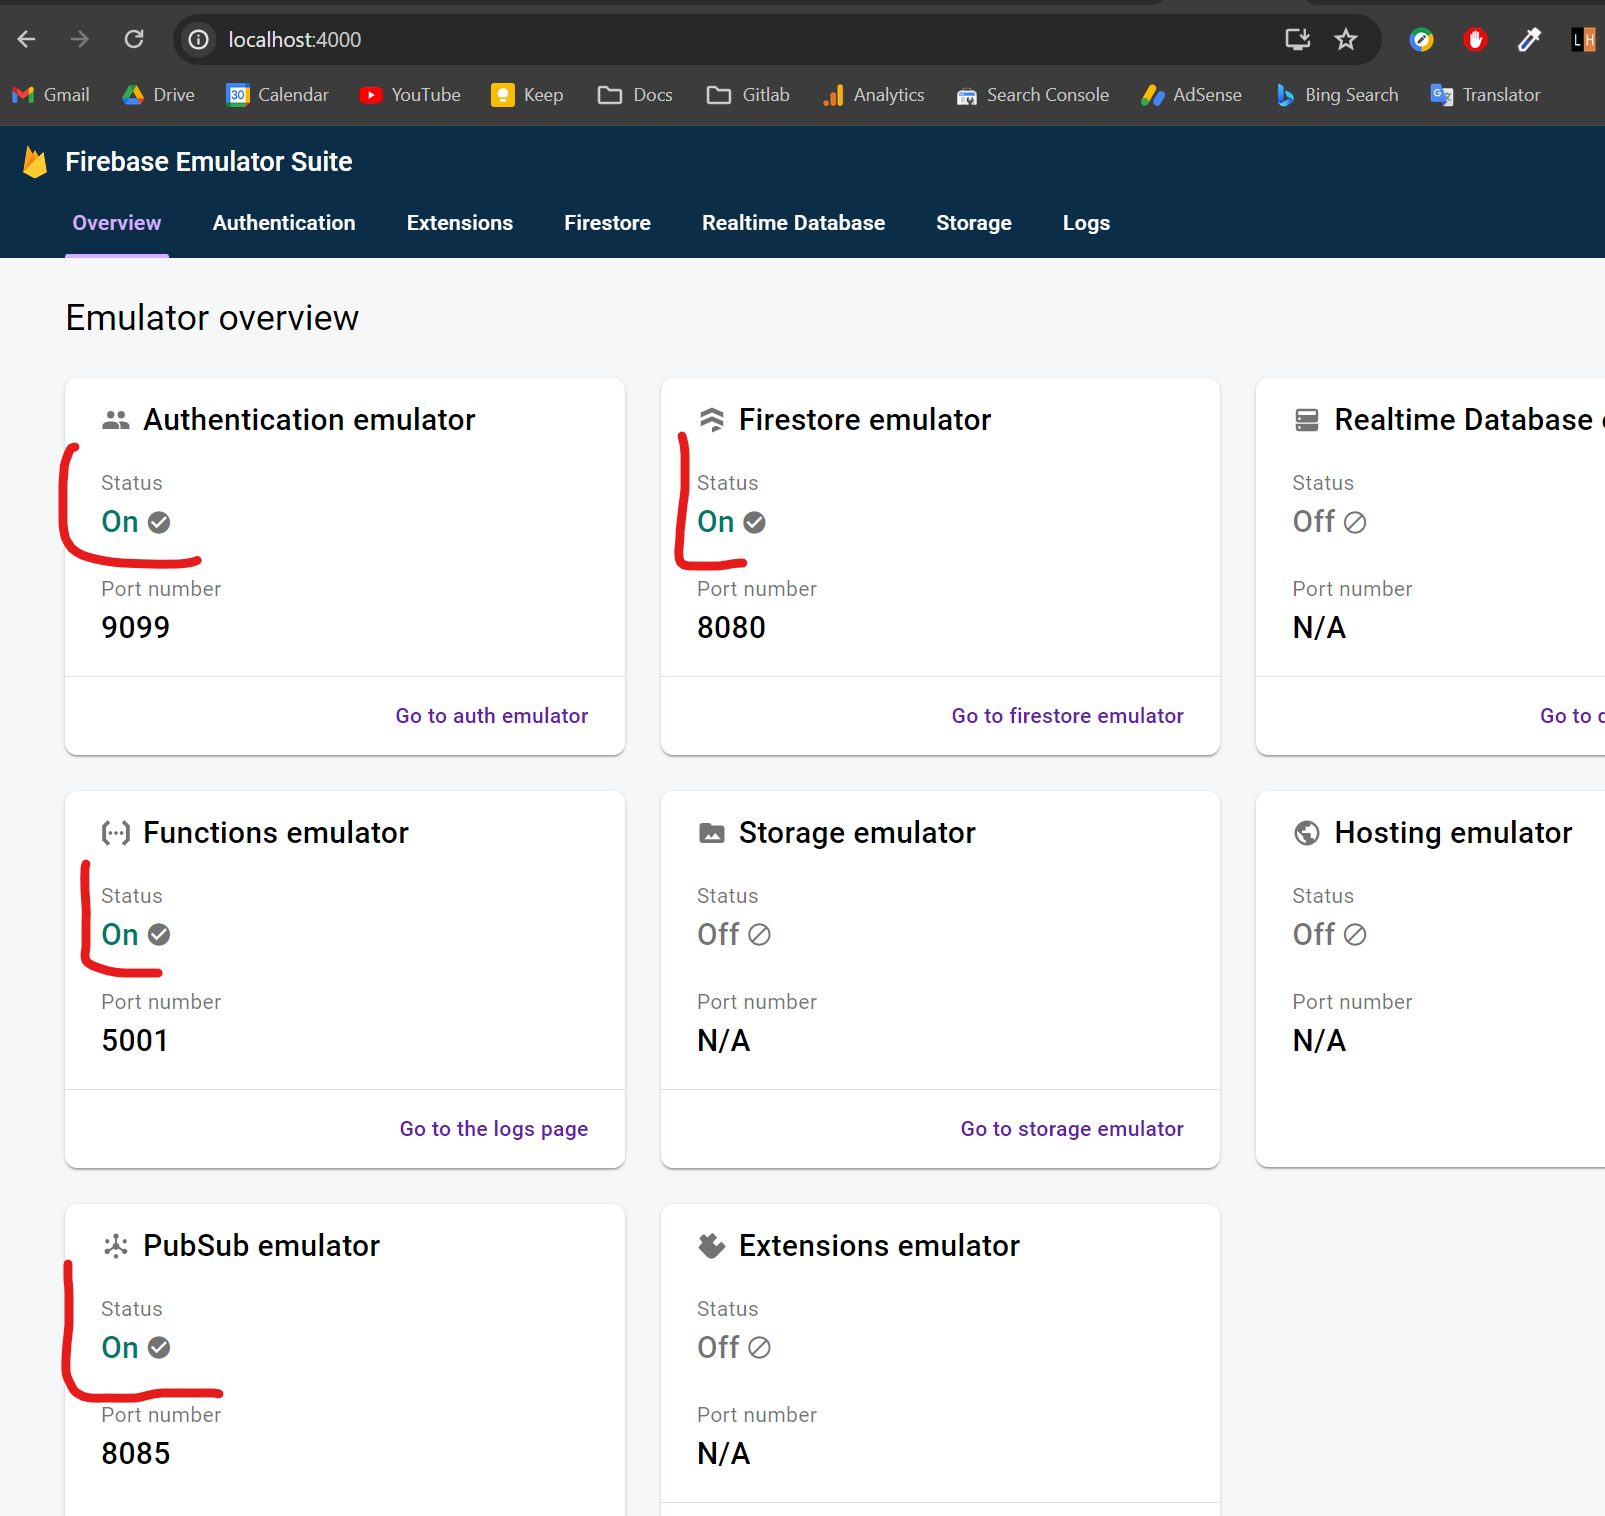 localhost:4000
Gmail Drive Calendar YouTube Keep Docs Gitlab Analytics Search Console AdSense Bing Search Translator
Firebase Emulator Suite
Overview Authentication Extensions Firestore Realtime Database Storage Logs
Emulator overview
Authentication emulator
Status
On
Port number
9099
Go to auth emulator
Firestore emulator
Status
On
Port number
8080
Go to firestore emulator
Realtime Database
Status
Off
Port number
N/A
Go to
Functions emulator
Status
On
Port number
5001
Go to the logs page
Storage emulator
Status
Off
Port number
N/A
Go to storage emulator
Hosting emulator
Status
Off
Port number
N/A
PubSub emulator
Status
On
Port number
8085
Extensions emulator
Status
Off
Port number
N/A